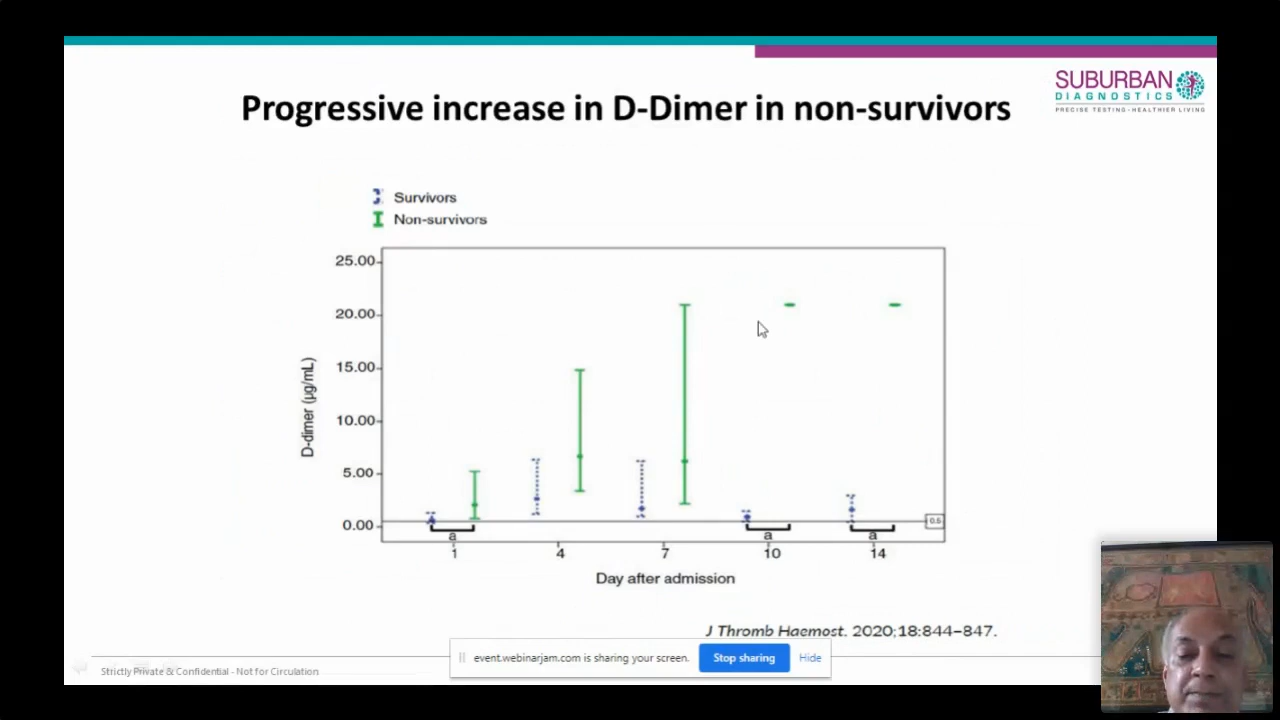 SUBURBAN
DIAGNOSTICS
PRECISE TESTING-HEALTHIER LIVING
Progressive increase in D-Dimer in non-survivors
Survivors
Non-survivors
25.00
20.00
15.00
10.00
5.00
0.00
D-dimer (µg/mL)
0.5
a
a
a
1
4
7
10
14
Day after admission
J Thromb Haemost. 2020;18:844–847.
event.webinarjam.com is sharing your screen.
Stop sharing
Hide
Strictly Private & Confidential - Not for Circulation